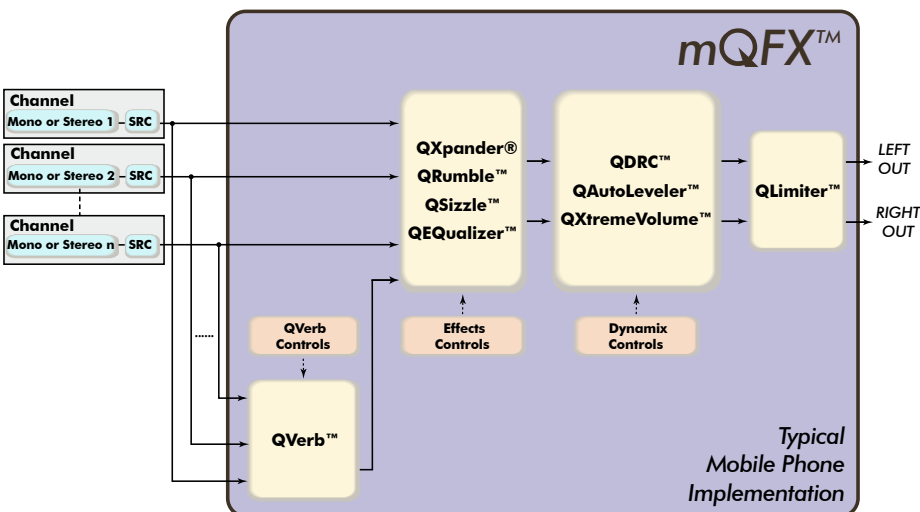 mQFX™
Channel
Mono or Stereo 1 SRC
Channel
Mono or Stereo 2 SRC
Channel
Mono or Stereo n SRC
QXpander®
QRumble™
QSizzle™
QEQualizer™
QDRC™
QAutoLeveler™
QXtremeVolume™
QLimiter™
LEFT
OUT
RIGHT
OUT
......
QVerb
Controls
Effects
Controls
Dynamix
Controls
QVerb™
Typical
Mobile Phone
Implementation